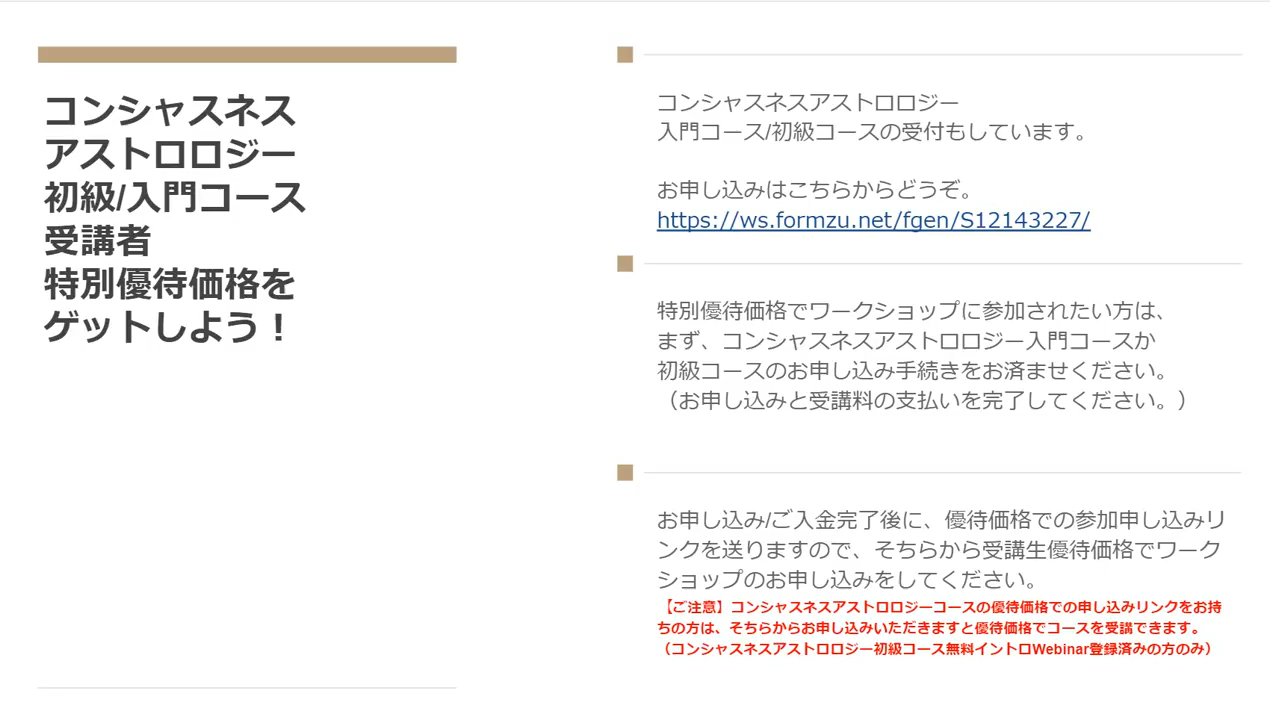 コンシャスネス
アストロロジー
初級/入門コース
受講者
特別優待価格を
ゲットしよう！
コンシャスネスアストロロジー
入門コース/初級コースの受付もしています。
お申し込みはこちらからどうぞ。
https://ws.formzu.net/fgen/S12143227/
特別優待価格でワークショップに参加されたい方は、
まず、コンシャスネスアストロロジー入門コースか
初級コースのお申し込み手続きをお済ませください。
（お申し込みと受講料の支払いを完了してください。）
お申し込み/ご入金完了後に、優待価格での参加申し込みリ
ンクを送りますので、そちらから受講生優待価格でワーク
ショップのお申し込みをしてください。
【ご注意】コンシャスネスアストロロジーコースの優待価格での申し込みリンクをお持
ちの方は、そちらからお申し込みいただきますと優待価格でコースを受講できます。
（コンシャスネスアストロロジー初級コース無料イントロWebinar登録済みの方のみ）